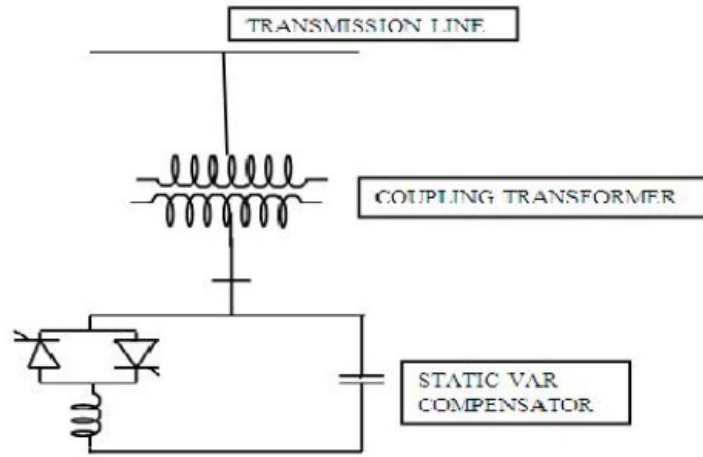 TRANSMISSION LINE
COUPLING TRANSFORMER
STATIC VAR
COMPENSATOR